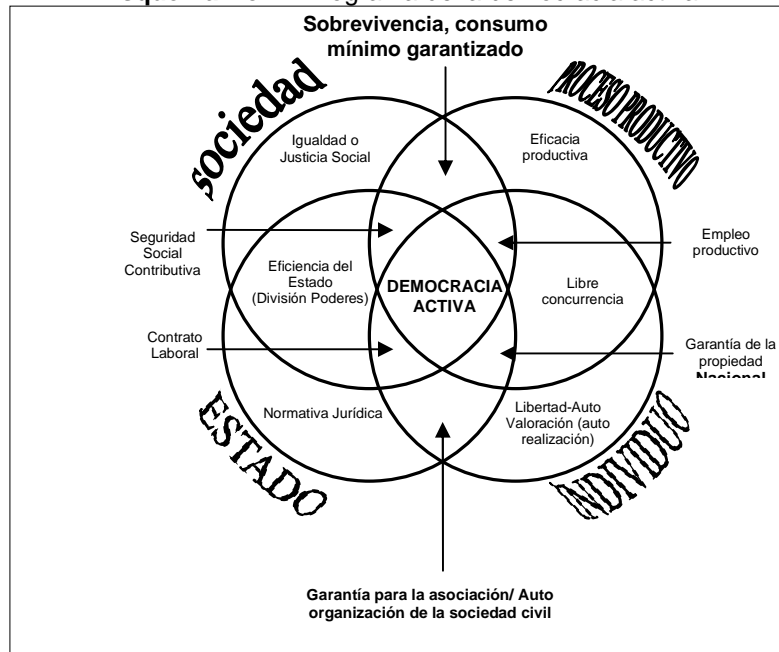 Sobrevivencia, consumo
mínimo garantizado
sociedad
PROCESO PRODUCTIVO
Igualdad o
Justicia Social
Eficacia
productiva
Seguridad
Social
Contributiva
Empleo
productivo
Eficiencia del
Estado
(División Poderes)
DEMOCRACIA
ACTIVA
Libre
concurrencia
Contrato
Laboral
Garantía de la
propiedad
Nacional
Normativa Jurídica
Libertad-Auto
Valoración (auto
realización)
ESTADO
INDIVIDUO
Garantía para la asociación/ Auto
organización de la sociedad civil